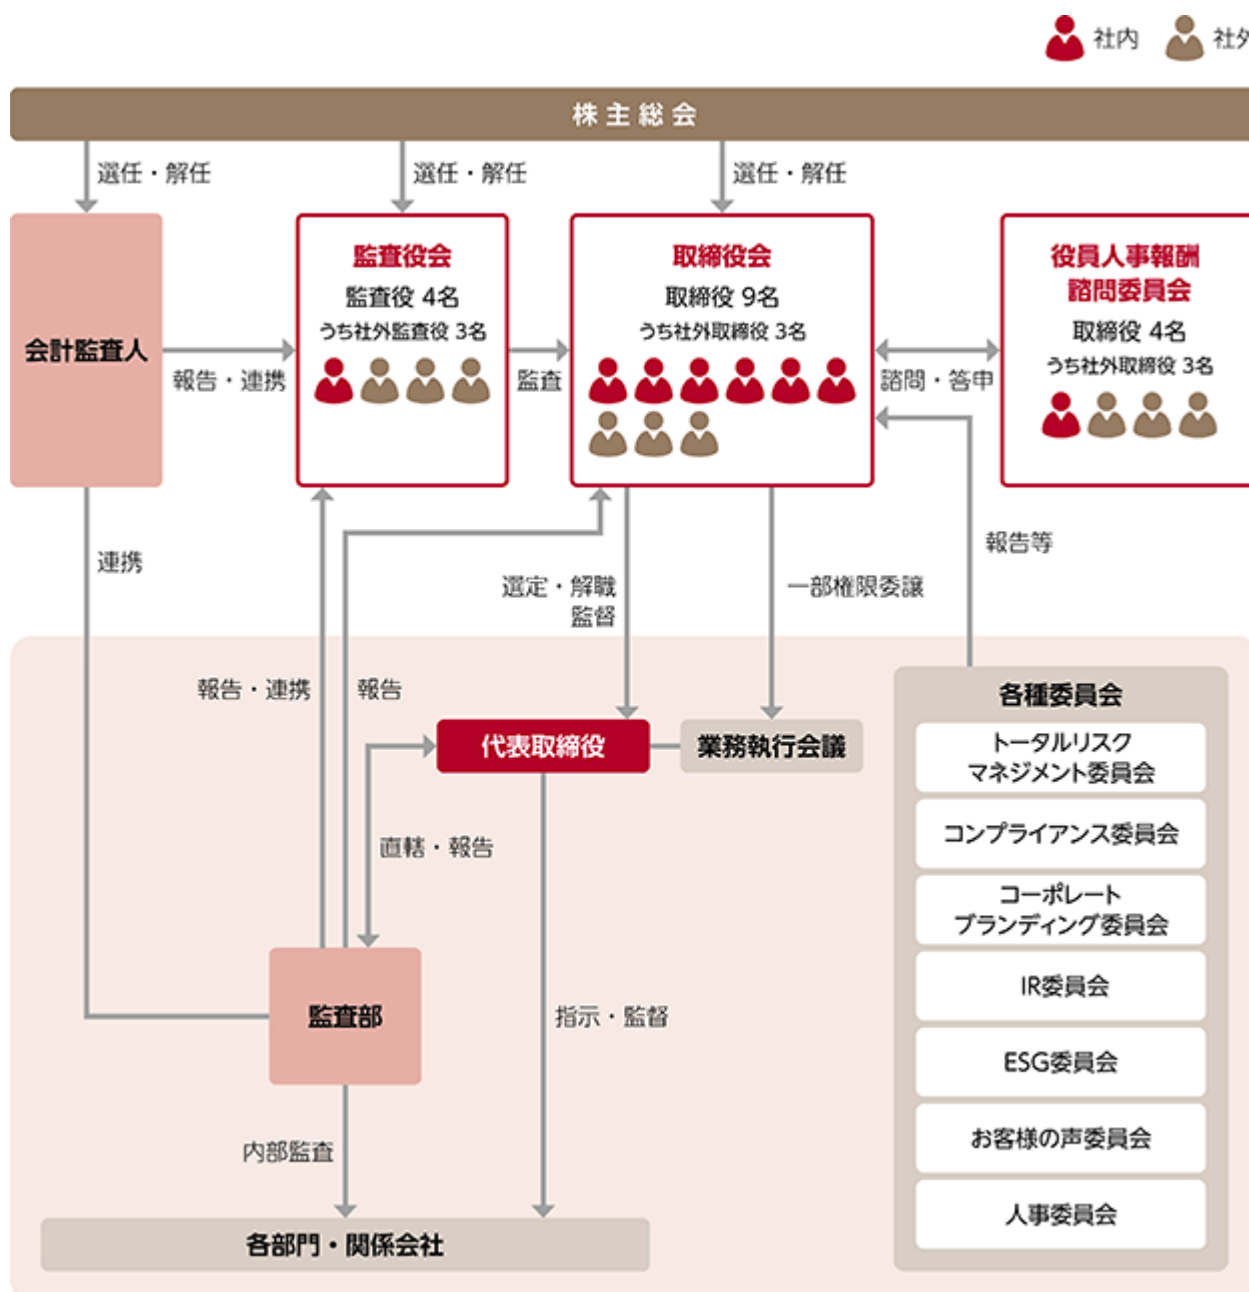 社内
社外
株主総会
選任・解任
選任・解任
選任・解任
会計監査人
報告・連携
監査役会
監査役 4名
うち社外監査役 3名
監査
取締役会
取締役 9名
うち社外取締役 3名
諮問・答申
役員人事報酬
諮問委員会
取締役 4名
うち社外取締役 3名
連携
選定・解職
監督
一部権限委譲
報告等
報告・連携
報告
代表取締役
業務執行会議
直轄・報告
監査部
指示・監督
内部監査
各部門・関係会社
各種委員会
トータルリスク
マネジメント委員会
コンプライアンス委員会
コーポレート
ブランディング委員会
IR委員会
ESG委員会
お客様の声委員会
人事委員会